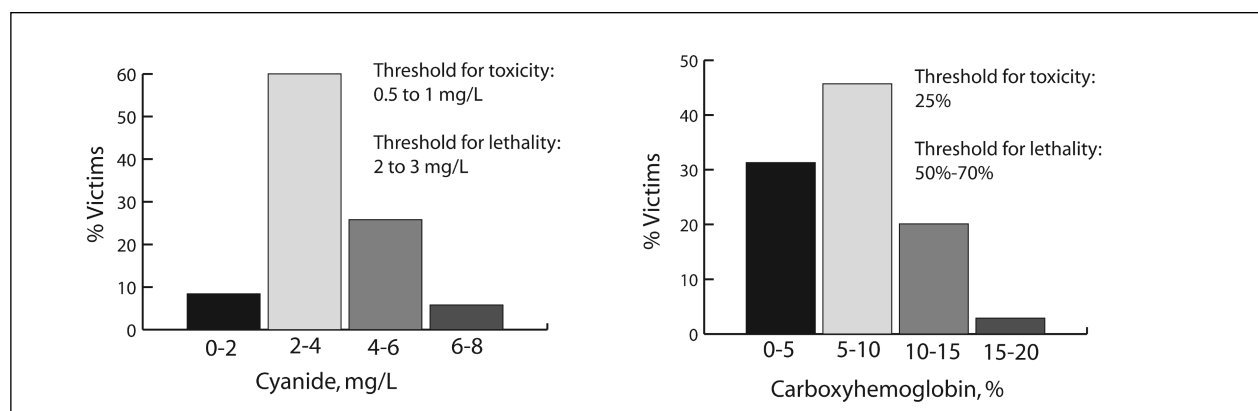 60
50
40
30
20
10
0
% Victims
Threshold for toxicity:
0.5 to 1 mg/L
Threshold for lethality:
2 to 3 mg/L
0-2 2-4 4-6 6-8
Cyanide, mg/L
50
40
30
20
10
0
% Victims
Threshold for toxicity:
25%
Threshold for lethality:
50%-70%
0-5 5-10 10-15 15-20
Carboxyhemoglobin, %